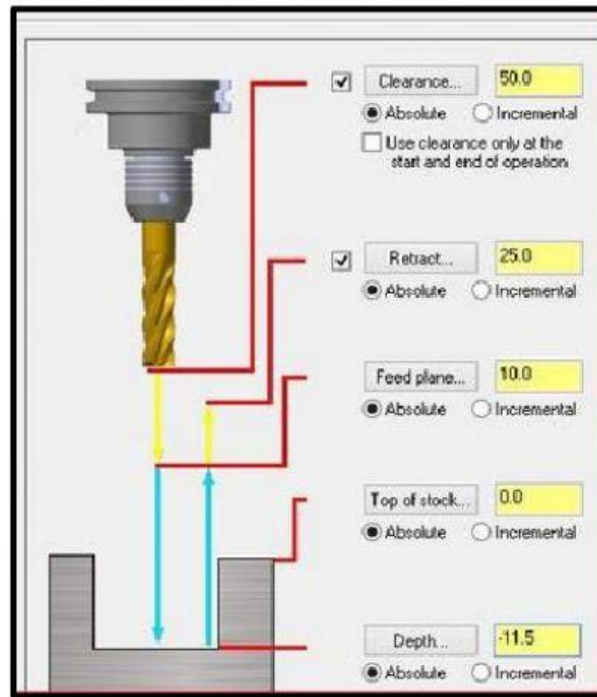 Clearance... 50.0
Absolute Incremental
Use clearance only at the
start and end of operation
Retract... 25.0
Absolute Incremental
Feed plane... 10.0
Absolute Incremental
Top of stock... 0.0
Absolute Incremental
Depth... -11.5
Absolute Incremental